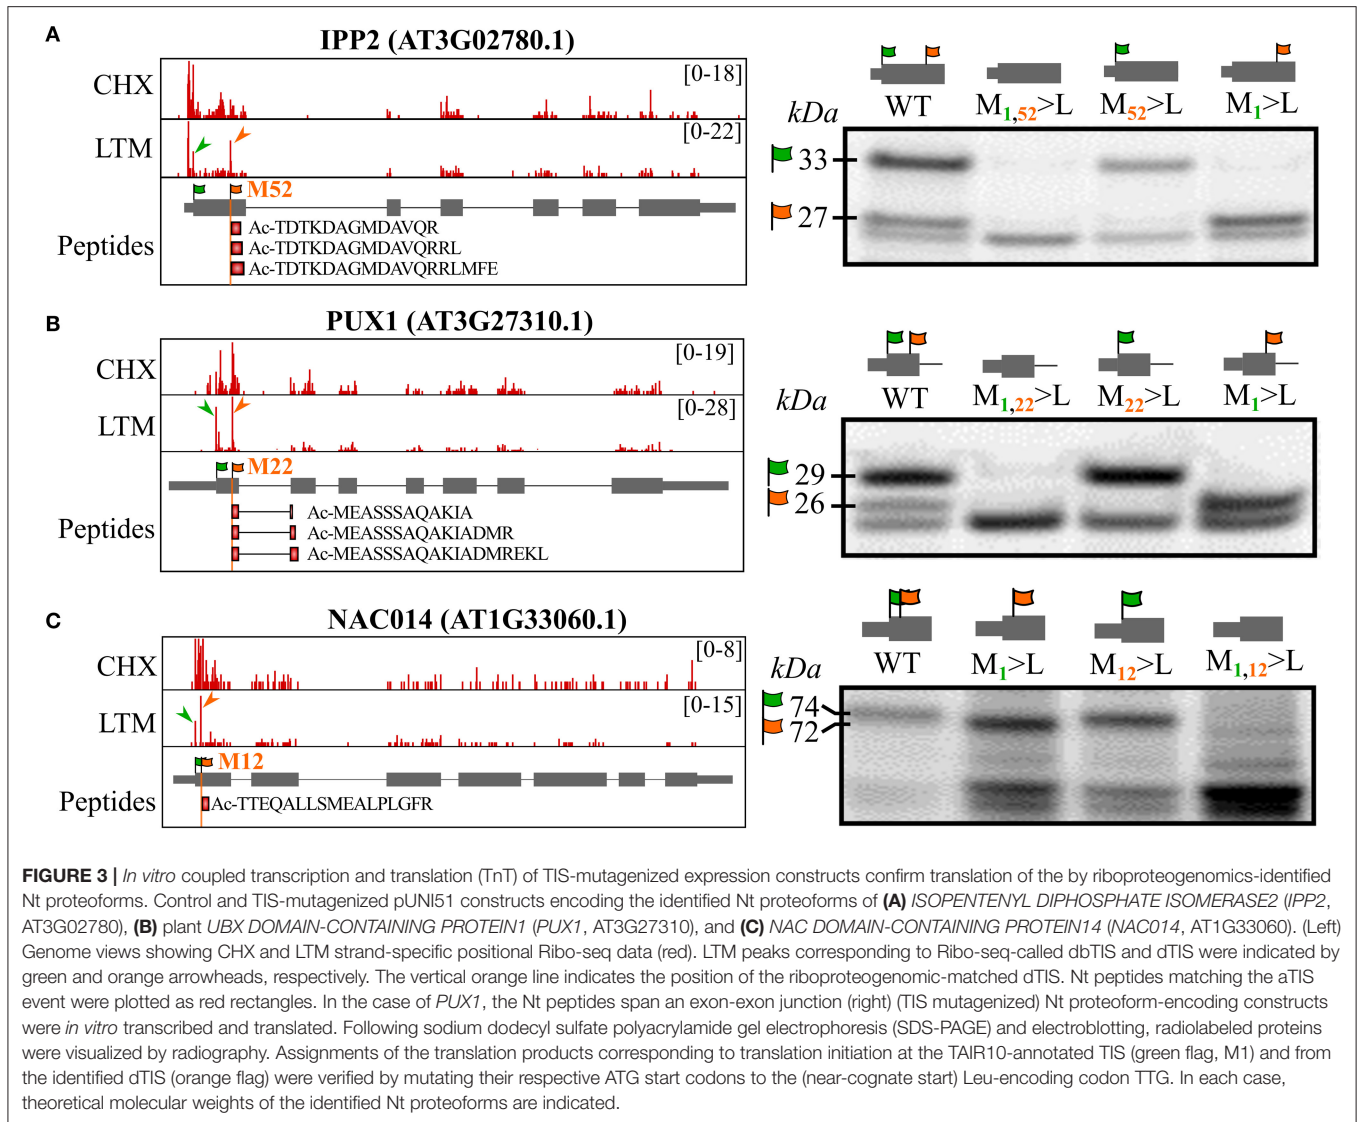 A
IPP2 (AT3G02780.1)
CHX
[0-18]
LTM
[0-22]
M52
Peptides
Ac-TDTKDAGMDAVQR
Ac-TDTKDAGMDAVQRRL
Ac-TDTKDAGMDAVQRRLMFE
kDa
WT
M1,52>L
M52>L
M1>L
33
27
B
PUX1 (AT3G27310.1)
CHX
[0-19]
LTM
[0-28]
M22
Peptides
Ac-MEASSSAQAKIA
Ac-MEASSSAQAKIADMR
Ac-MEASSSAQAKIADMREKL
kDa
WT
M1,22>L
M22>L
M1>L
29
26
C
NAC014 (AT1G33060.1)
CHX
[0-8]
LTM
[0-15]
M12
Peptides
Ac-TTEQALLSMEALPLGFR
kDa
WT
M1>L
M12>L
M1,12>L
74
72
FIGURE 3 | In vitro coupled transcription and translation (TnT) of TIS-mutagenized expression constructs confirm translation of the by riboproteogenomics-identified
Nt proteoforms. Control and TIS-mutagenized pUNI51 constructs encoding the identified Nt proteoforms of (A) ISOPENTENYL DIPHOSPHATE ISOMERASE2 (IPP2,
AT3G02780), (B) plant UBX DOMAIN-CONTAINING PROTEIN1 (PUX1, AT3G27310), and (C) NAC DOMAIN-CONTAINING PROTEIN14 (NAC014, AT1G33060). (Left)
Genome views showing CHX and LTM strand-specific positional Ribo-seq data (red). LTM peaks corresponding to Ribo-seq-called dbTIS and dTIS were indicated by
green and orange arrowheads, respectively. The vertical orange line indicates the position of the riboproteogenomic-matched dTIS. Nt peptides matching the aTIS
event were plotted as red rectangles. In the case of PUX1, the Nt peptides span an exon-exon junction (right) (TIS mutagenized) Nt proteoform-encoding constructs
were in vitro transcribed and translated. Following sodium dodecyl sulfate polyacrylamide gel electrophoresis (SDS-PAGE) and electroblotting, radiolabeled proteins
were visualized by radiography. Assignments of the translation products corresponding to translation initiation at the TAIR10-annotated TIS (green flag, M1) and from
the identified dTIS (orange flag) were verified by mutating their respective ATG start codons to the (near-cognate start) Leu-encoding codon TTG. In each case,
theoretical molecular weights of the identified Nt proteoforms are indicated.